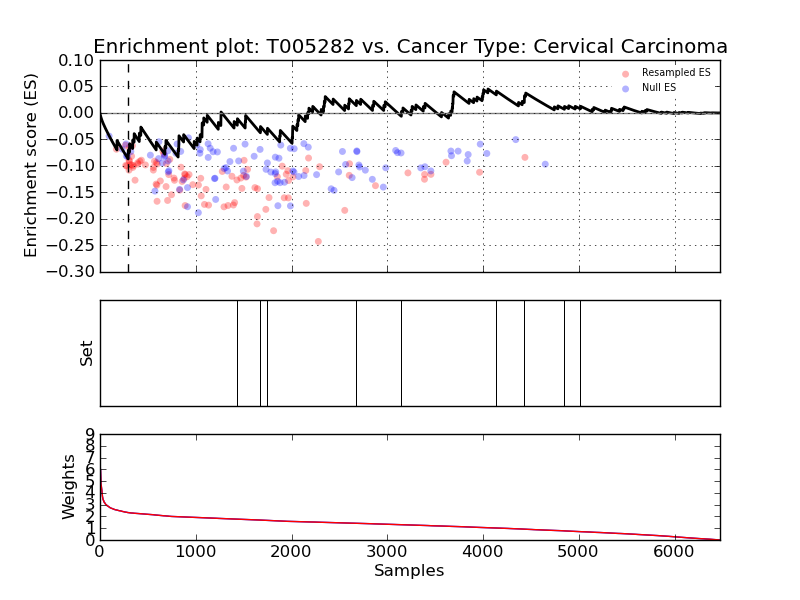 Enrichment plot: T005282 vs. Cancer Type: Cervical Carcinoma
Enrichment score (ES)
0.10
0.05
0.00
−0.05
−0.10
−0.15
−0.20
−0.25
−0.30
Resampled ES
Null ES
Set
Weights
9
8
7
6
5
4
3
2
1
0
0 1000 2000 3000 4000 5000 6000
Samples